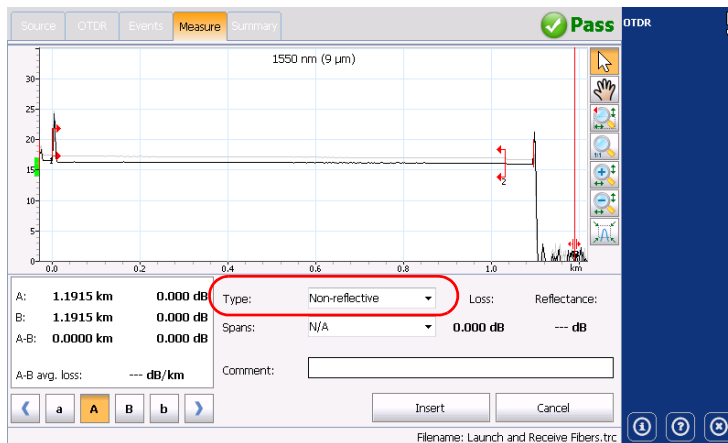 Source OTDR Events Measure Summary Pass OTDR
1550 nm (9 µm)
30
25
20
15
10
5
0
0.0 0.2 0.4 0.6 0.8 1.0 km
2
1:1
A: 1.1915 km 0.000 dB
B: 1.1915 km 0.000 dB
A-B: 0.0000 km 0.000 dB
A-B avg. loss: --- dB/km
Type: Non-reflective Loss: Reflectance:
Spans: N/A 0.000 dB --- dB
Comment:
a A B b
Insert Cancel
Filename: Launch and Receive Fibers.trc